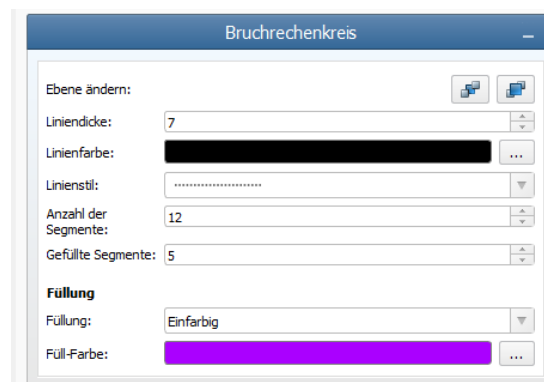 Bruchrechenkreis
Ebene ändern:
Liniendicke: 7
Linienfarbe: ...
Linienstil:
Anzahl der
Segmente: 12
Gefüllte Segmente: 5
Füllung
Füllung: Einfarbig
Füll-Farbe: ...